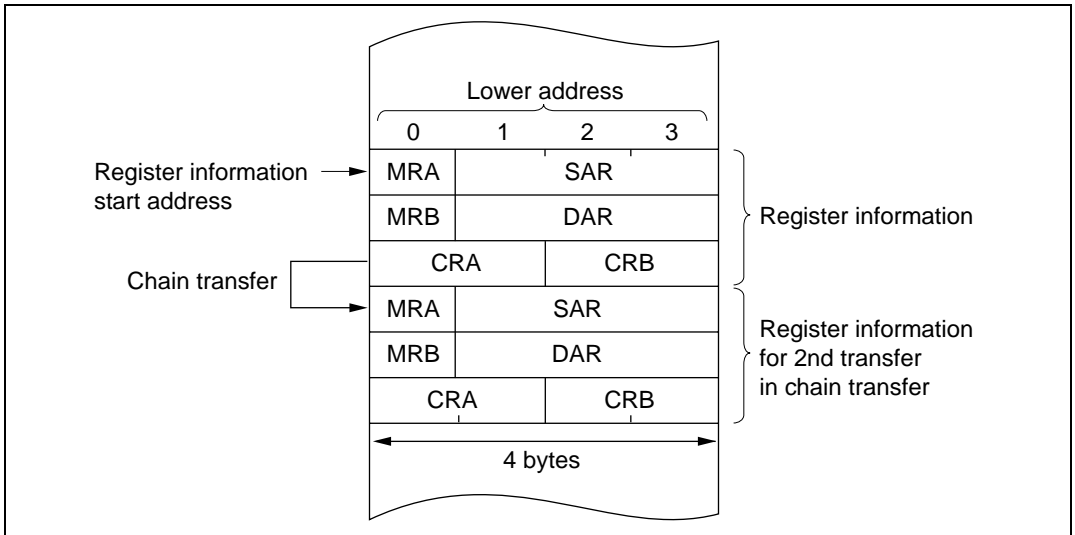 Lower address
0 1 2 3
Register information
start address
MRA SAR
MRB DAR
CRA CRB
Register information
Chain transfer
MRA SAR
MRB DAR
CRA CRB
Register information
for 2nd transfer
in chain transfer
4 bytes